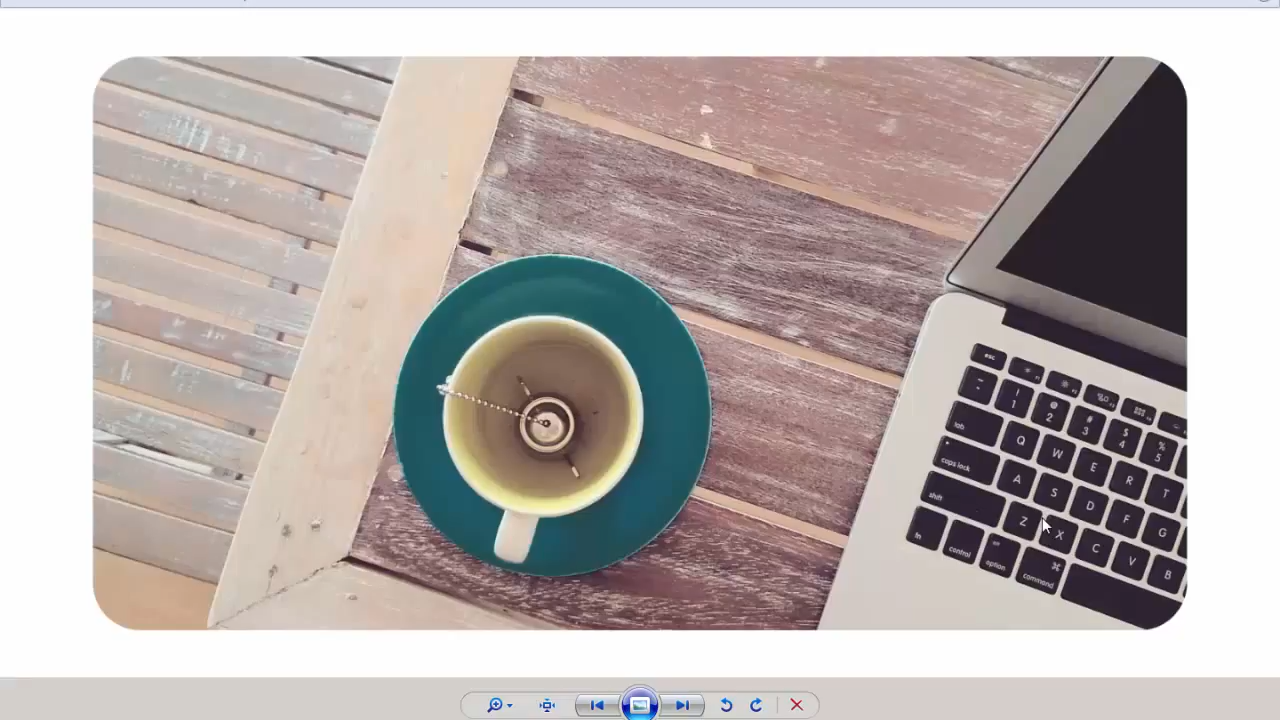 esc
! 1 @ 2 # 3 $ 4 % 5
tab Q W E R T
caps lock A S D F G
shift Z X C V B
fn control option ⌘ command